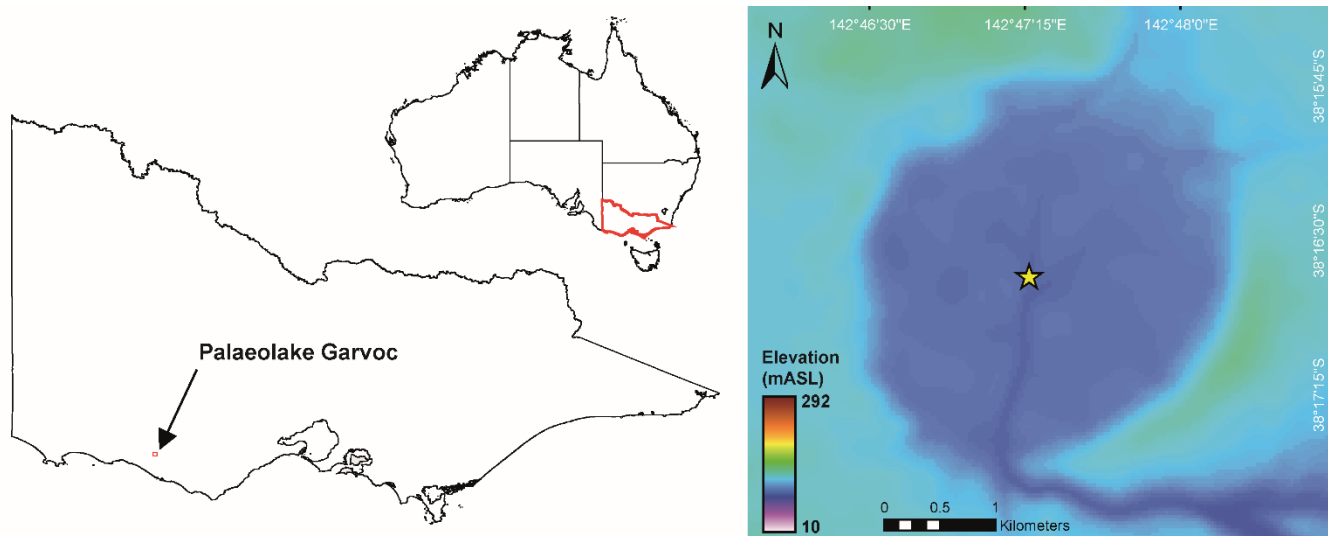 Palaeolake Garvoc
142°46'30"E
142°47'15"E
142°48'0"E
N
38°15'45"S
38°16'30"S
38°17'15"S
Elevation
(mASL)
292
10
0
0.5
1
Kilometers